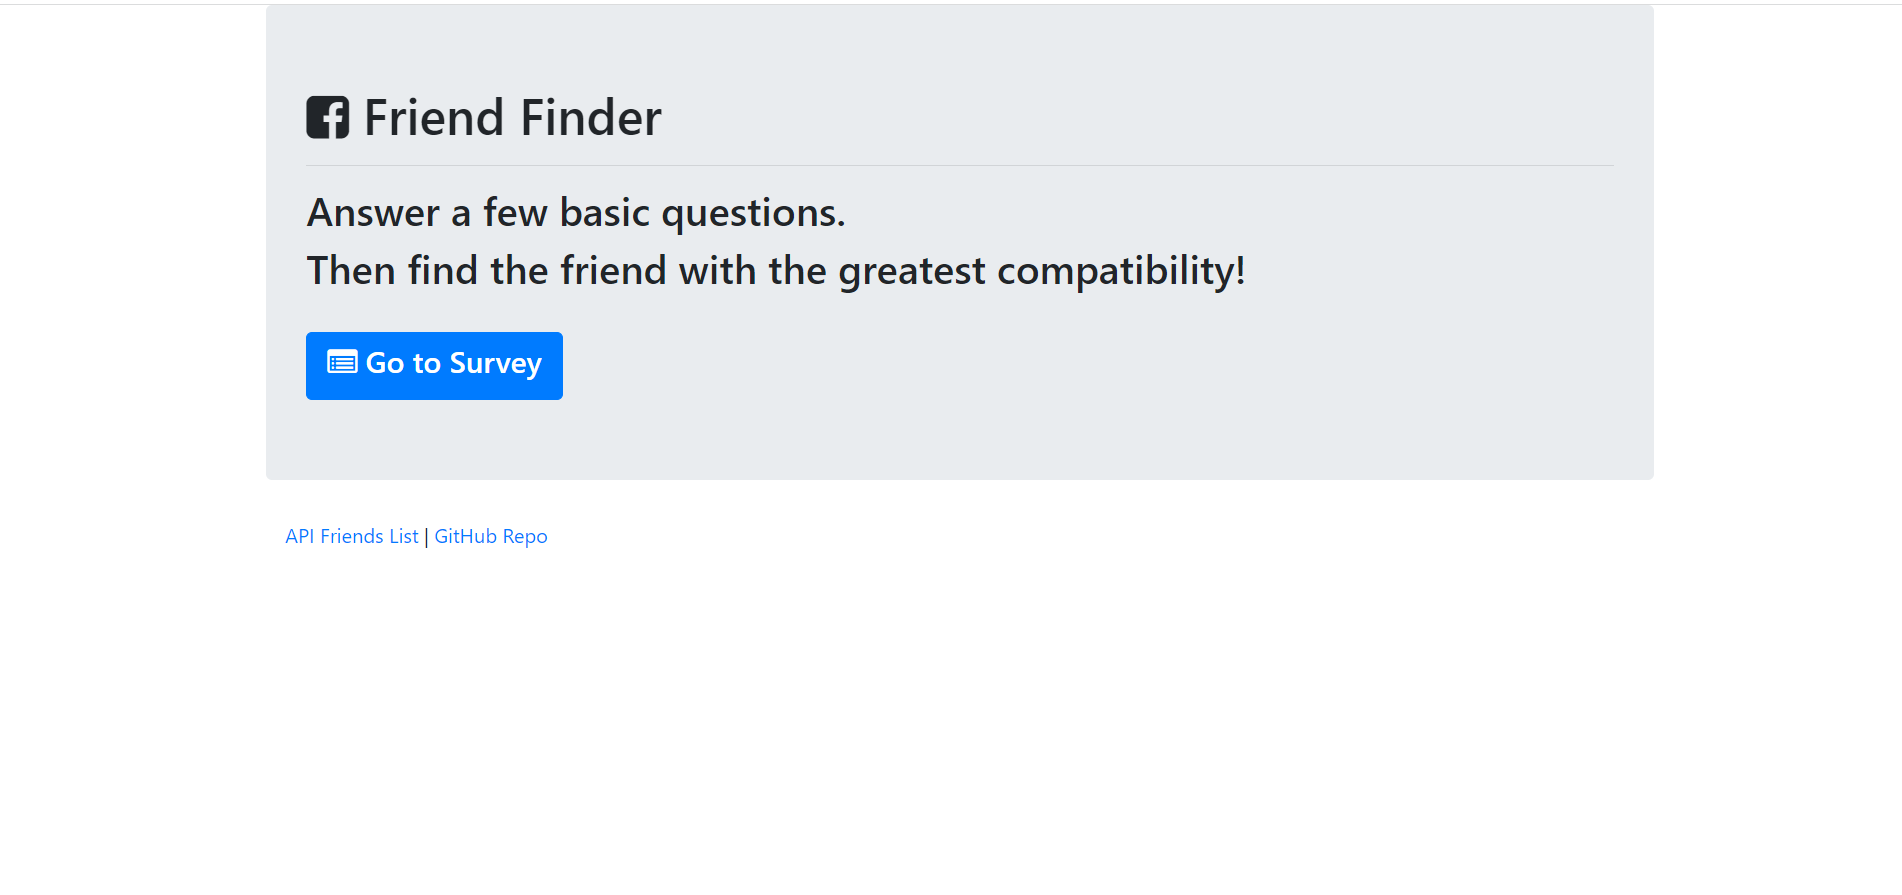 Friend Finder
Answer a few basic questions.
Then find the friend with the greatest compatibility!
Go to Survey
API Friends List | GitHub Repo